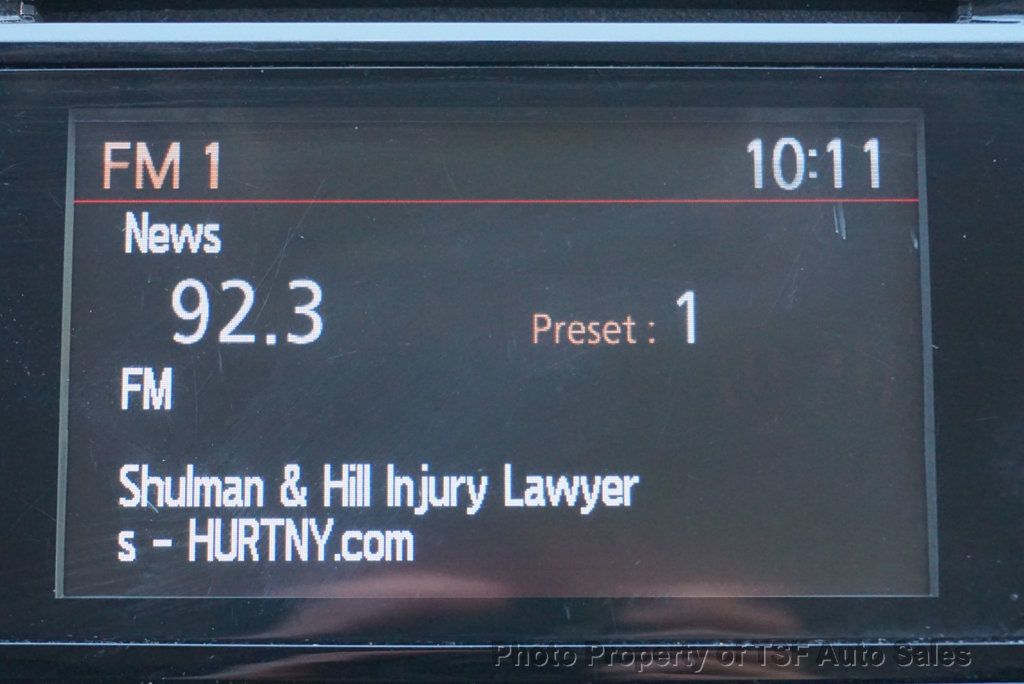 FM 1 10:11
News
92.3 Preset : 1
FM
Shulman & Hill Injury Lawyer
s - HURTNY.com
Photo Property of TSF Auto Sales